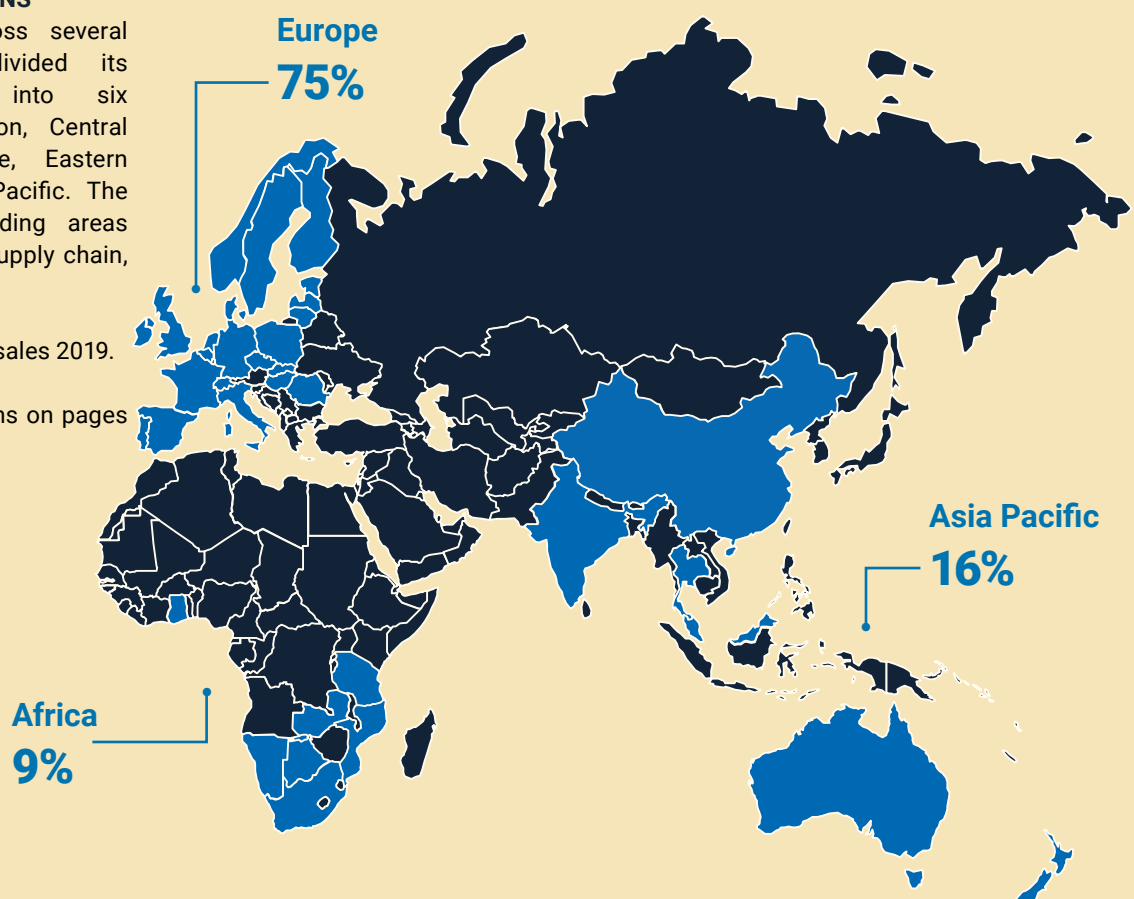 oss several
ivided its
into six
on, Central
e, Eastern
Pacific. The
ding areas
upply chain,
sales 2019.
ns on pages
Europe
75%
Asia Pacific
16%
Africa
9%